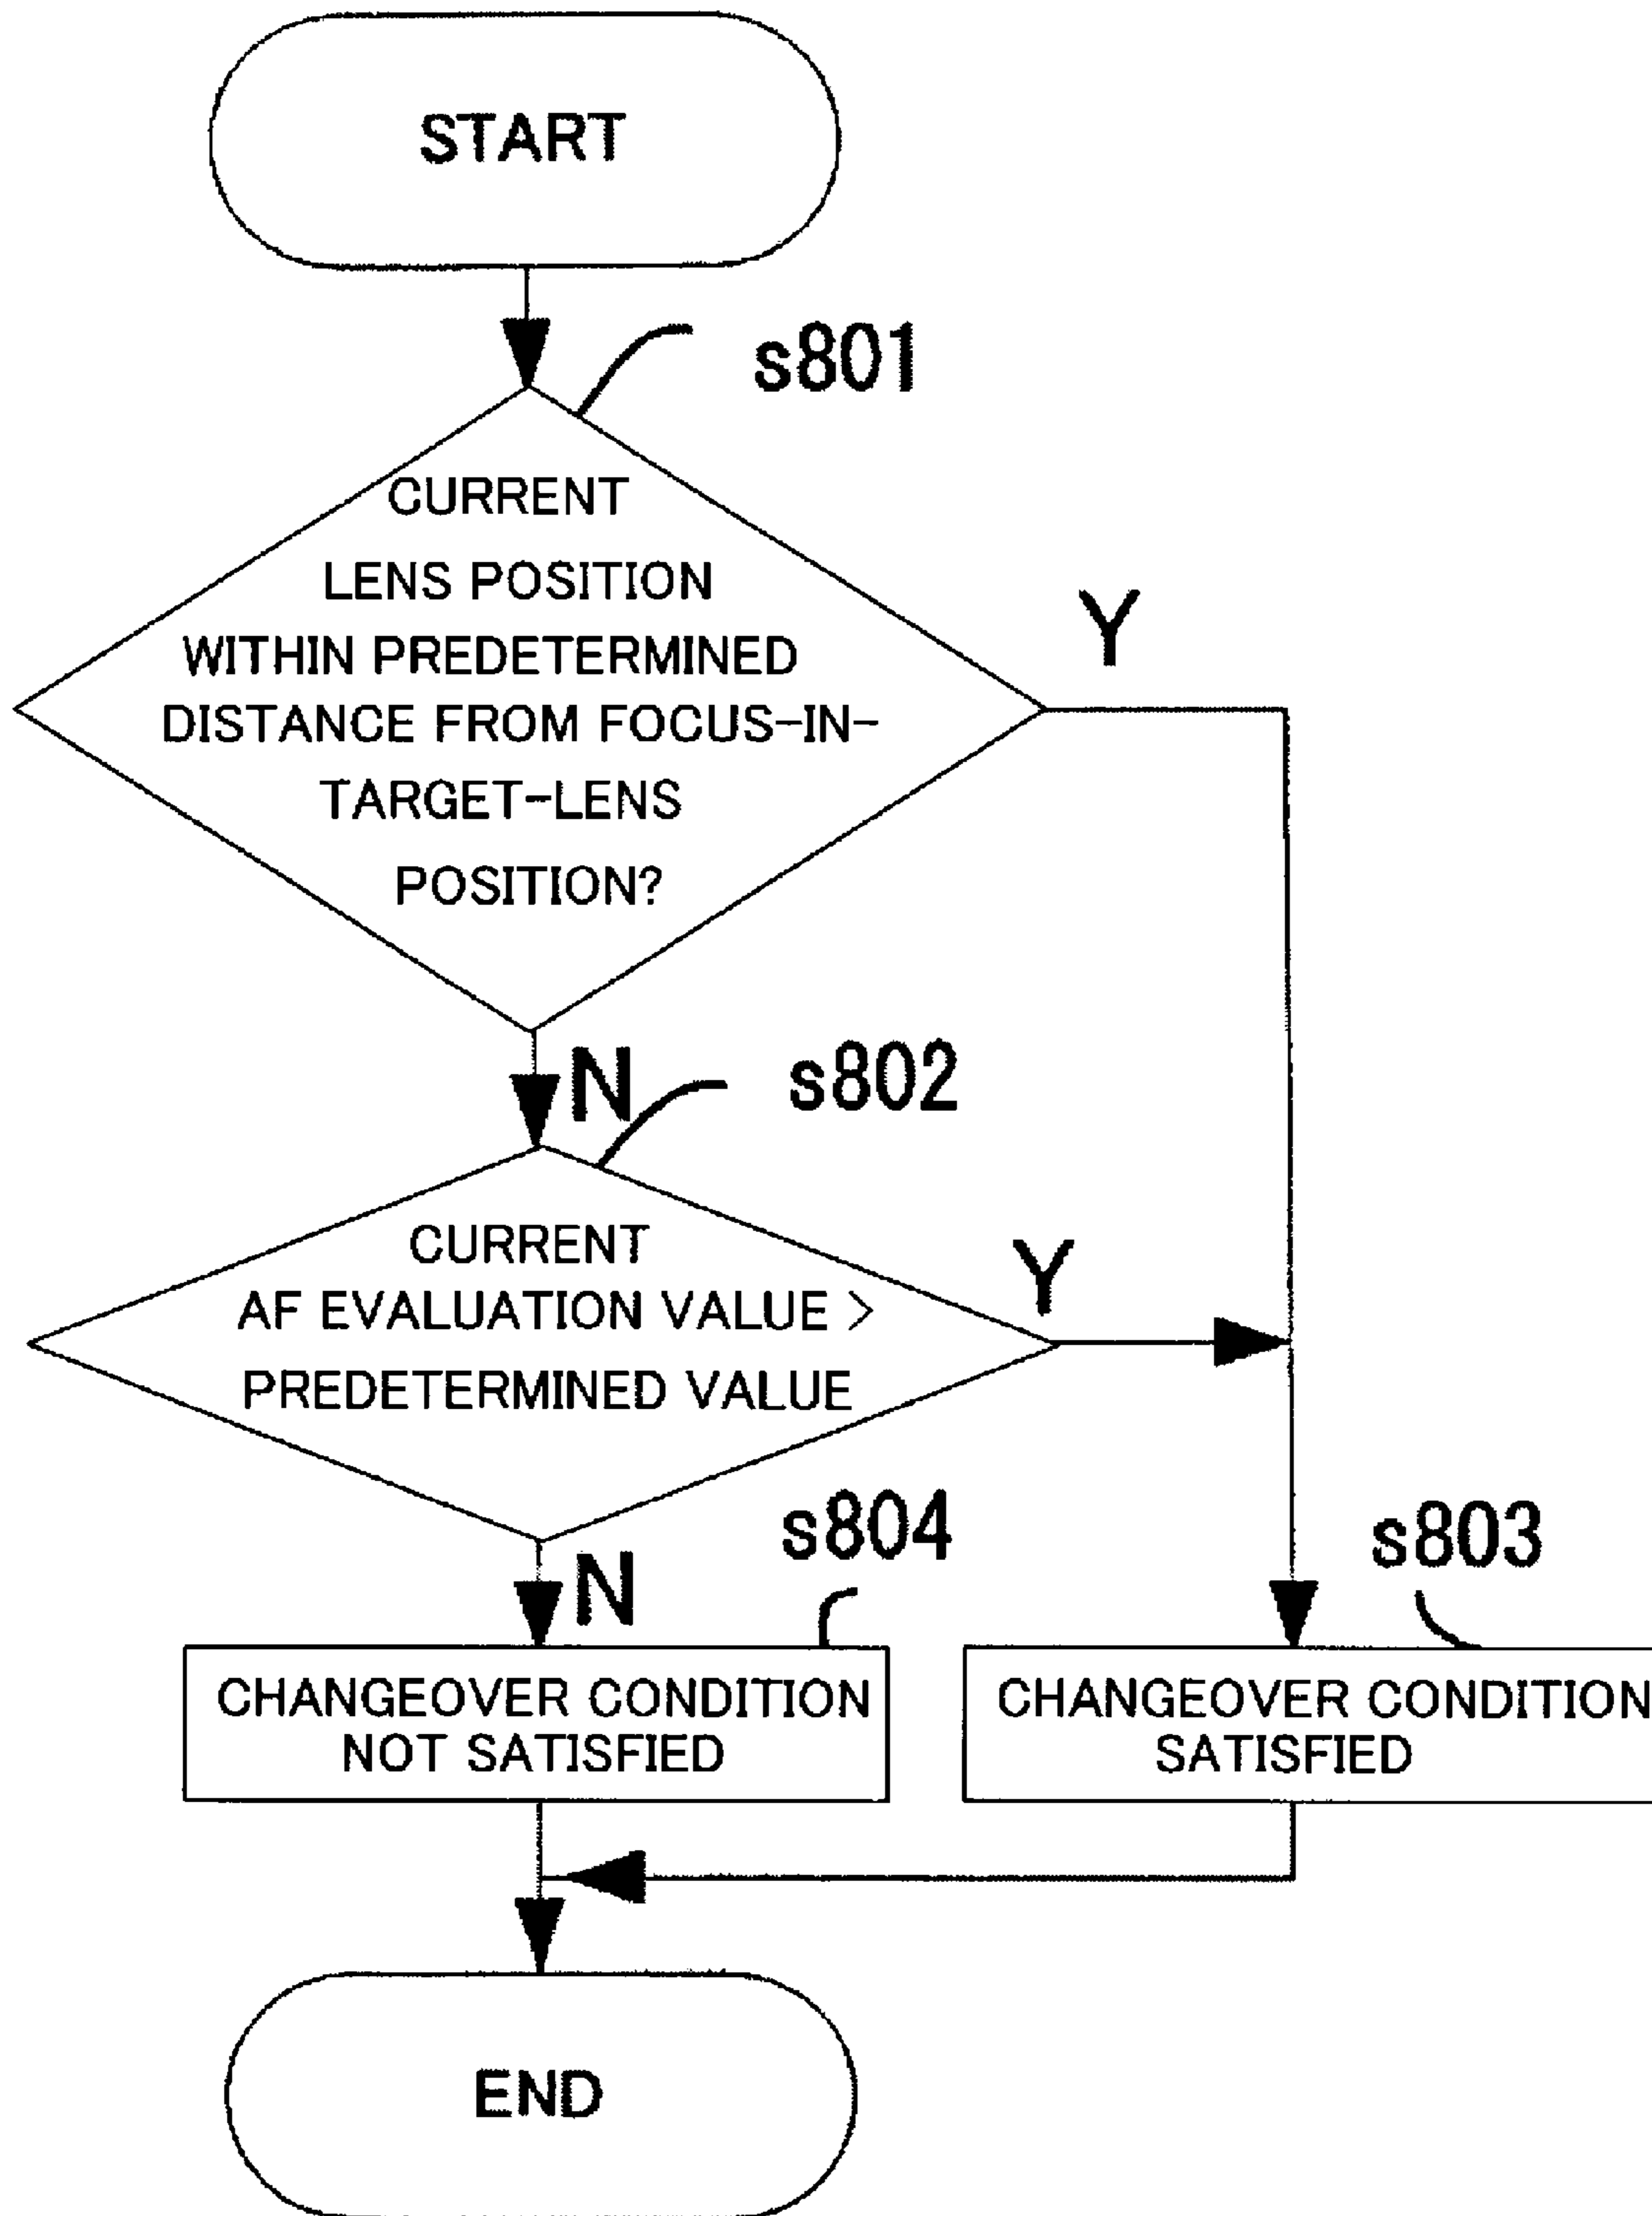 START
s801
CURRENT
LENS POSITION
WITHIN PREDETERMINED
DISTANCE FROM FOCUS-IN-
TARGET-LENS
POSITION?
Y
N
s802
CURRENT
AF EVALUATION VALUE >
PREDETERMINED VALUE
Y
N
s804
s803
CHANGEOVER CONDITION
NOT SATISFIED
CHANGEOVER CONDITION
SATISFIED
END